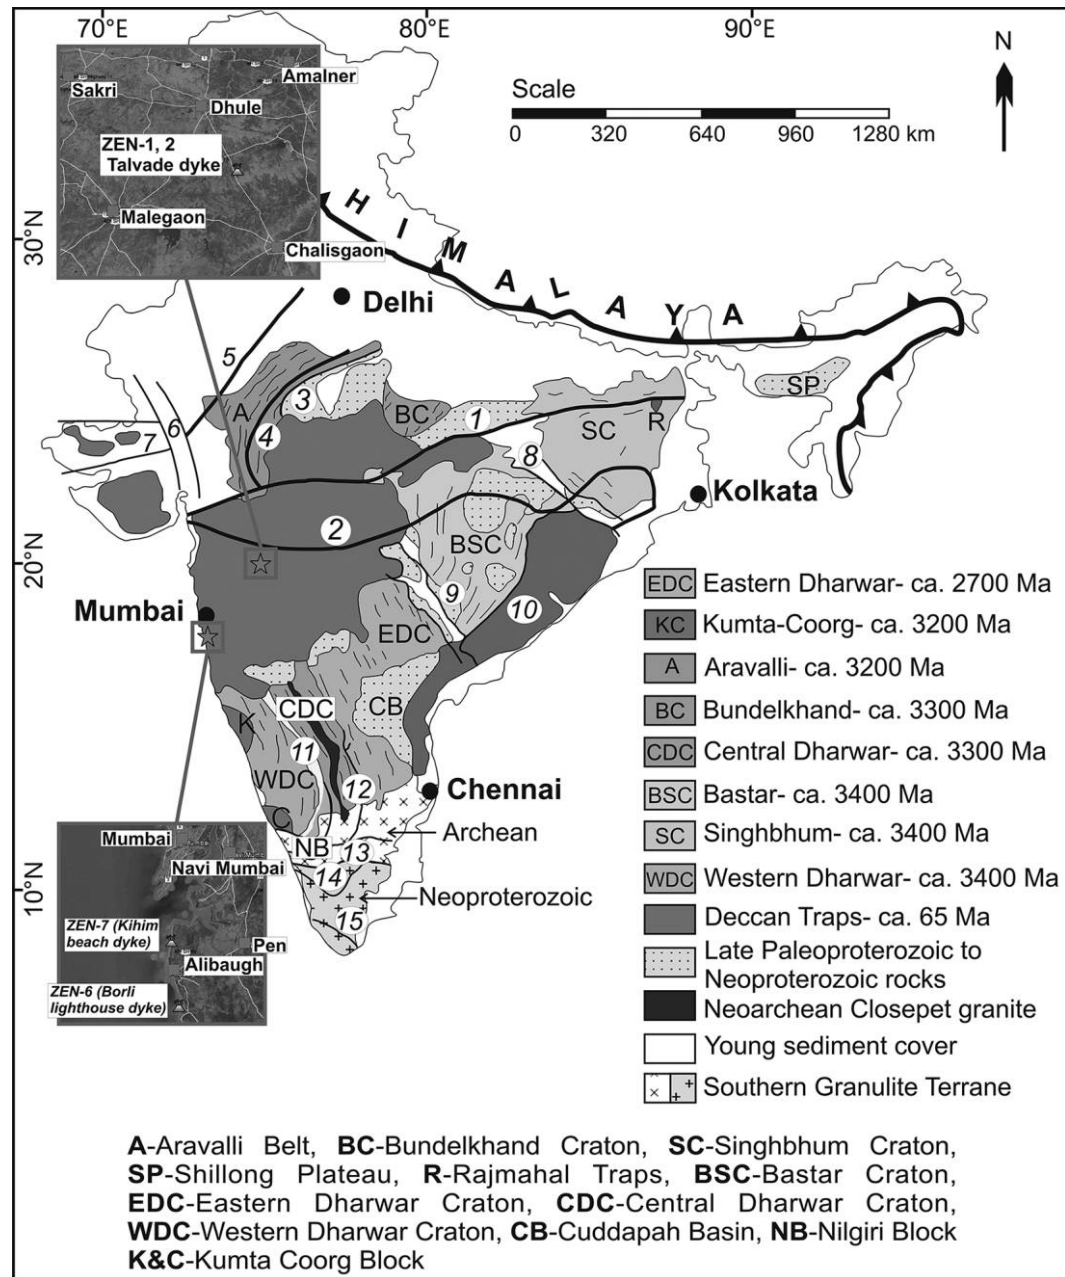 70°E
80°E
90°E
N
Scale
0
320
640
960
1280 km
Sakri
Amalner
Dhule
ZEN-1, 2
Talvade dyke
Malegaon
Chalisgaon
30°N
HIMALAYA
Delhi
5
SP
A
3
BC
1
SC
R
6
4
7
8
Kolkata
2
BSC
20°N
9
10
Mumbai
EDC
CDC
CB
K
11
WDC
12
Chennai
C
Archean
NB
13
14
Neoproterozoic
10°N
15
Mumbai
Navi Mumbai
ZEN-7 (Kihim
beach dyke)
Pen
Alibaugh
ZEN-6 (Borli
lighthouse dyke)
EDC Eastern Dharwar- ca. 2700 Ma
KC Kumta-Coorg- ca. 3200 Ma
A Aravalli- ca. 3200 Ma
BC Bundelkhand- ca. 3300 Ma
CDC Central Dharwar- ca. 3300 Ma
BSC Bastar- ca. 3400 Ma
SC Singhbhum- ca. 3400 Ma
WDC Western Dharwar- ca. 3400 Ma
Deccan Traps- ca. 65 Ma
Late Paleoproterozoic to
Neoproterozoic rocks
Neoarchean Closepet granite
Young sediment cover
Southern Granulite Terrane
A-Aravalli Belt, BC-Bundelkhand Craton, SC-Singhbhum Craton,
SP-Shillong Plateau, R-Rajmahal Traps, BSC-Bastar Craton,
EDC-Eastern Dharwar Craton, CDC-Central Dharwar Craton,
WDC-Western Dharwar Craton, CB-Cuddapah Basin, NB-Nilgiri Block
K&C-Kumta Coorg Block